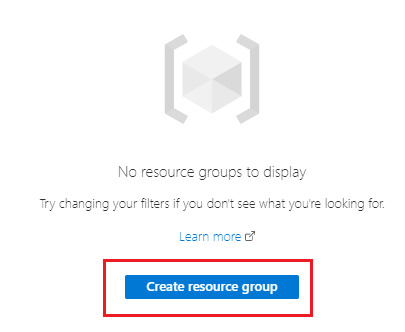 No resource groups to display
Try changing your filters if you don't see what you're looking for.
Learn more
Create resource group